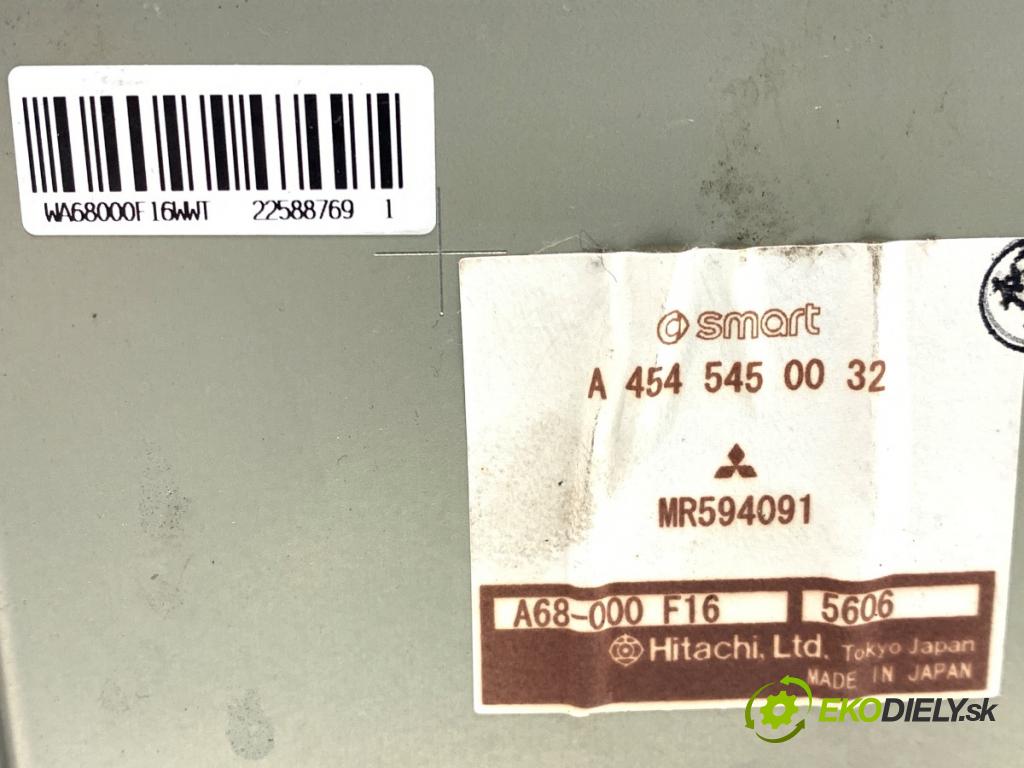 WA68000F16WWT 22588769 1
smart
A 454 545 00 32
MR594091
A68-000 F16 5606
Hitachi, Ltd. Tokyo Japan
MADE IN JAPAN
EKODIELY.sk